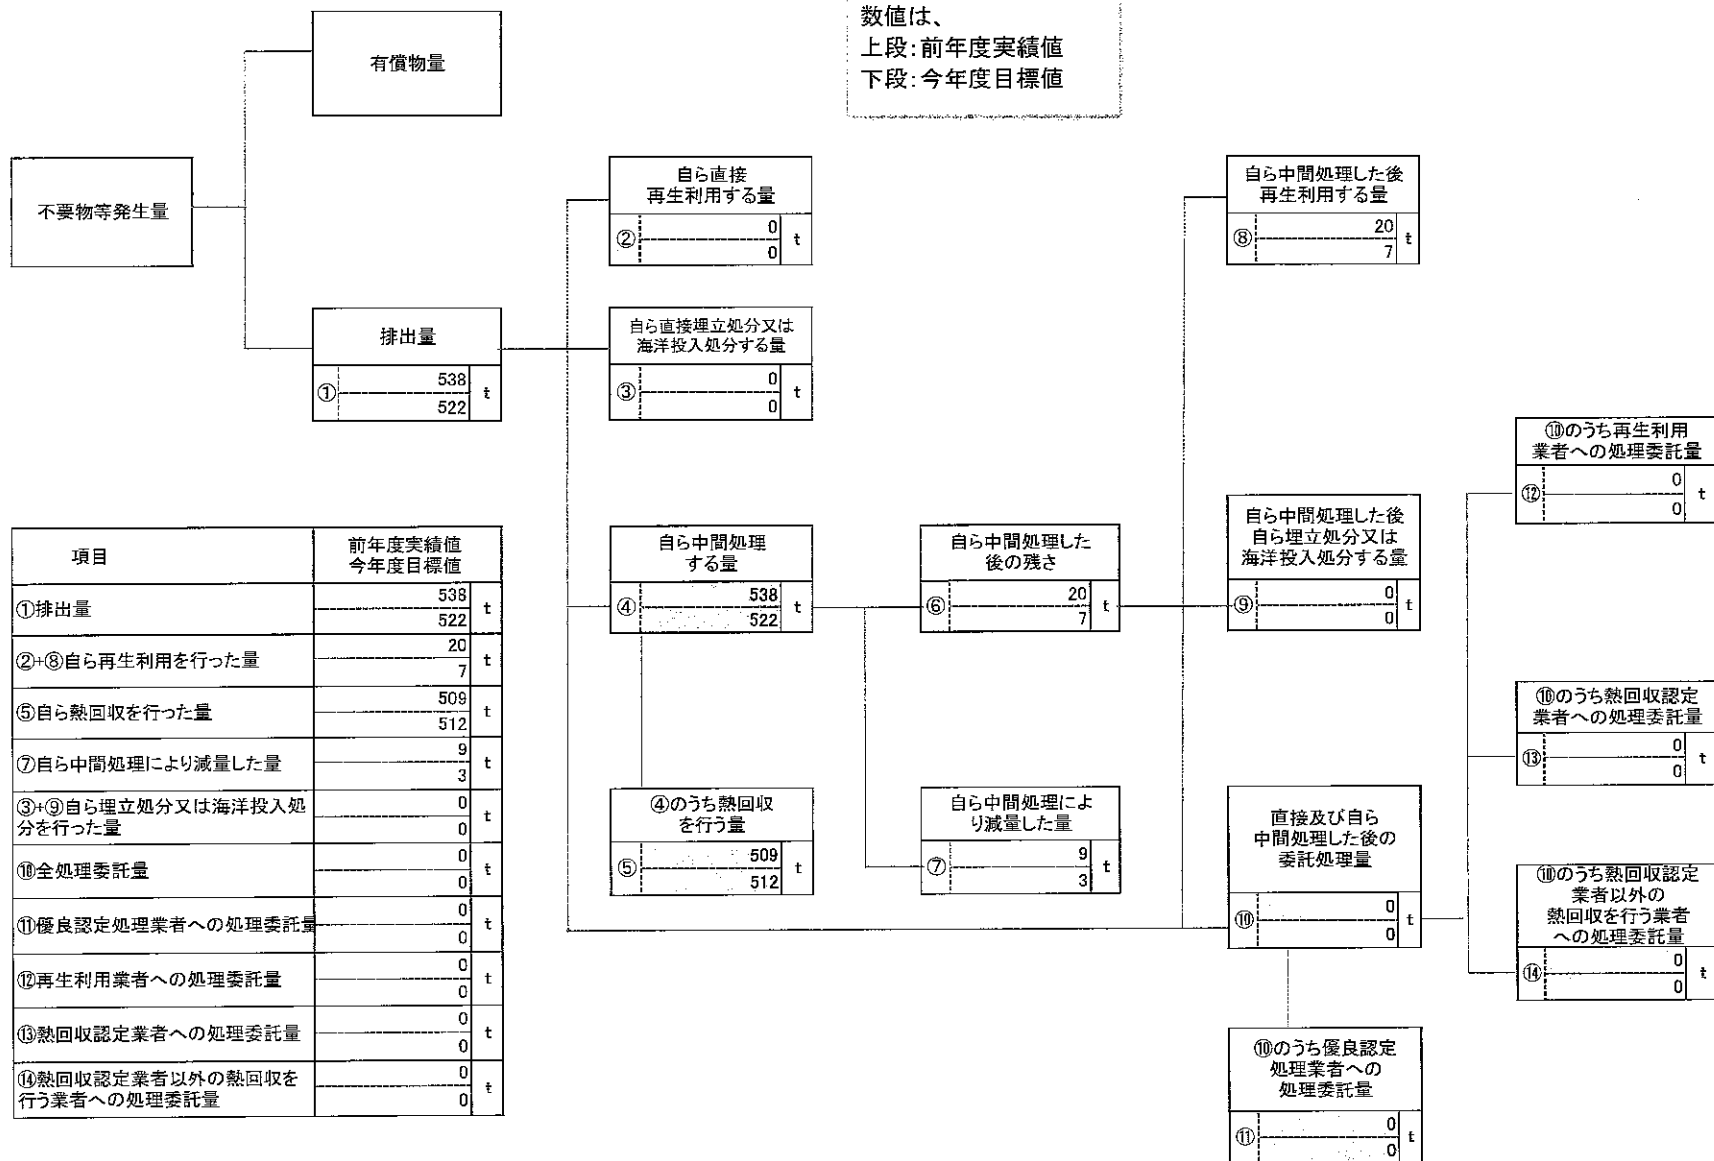 数値は、
上段:前年度実績値
下段:今年度目標値
有償物量
不要物等発生量
排出量
① 538 t
522
自ら直接
再生利用する量
② 0 t
0
自ら直接埋立処分又は
海洋投入処分する量
③ 0 t
0
自ら中間処理
する量
④ 538 t
522
④のうち熱回収
を行う量
⑤ 509 t
512
自ら中間処理した
後の残さ
⑥ 20 t
7
自ら中間処理によ
り減量した量
⑦ 9 t
3
自ら中間処理した後
再生利用する量
⑧ 20 t
7
自ら中間処理した後
自ら埋立処分又は
海洋投入処分する量
⑨ 0 t
0
直接及び自ら
中間処理した後の
委託処理量
⑩ 0 t
0
⑩のうち優良認定
処理業者への
処理委託量
⑪ 0 t
0
⑩のうち再生利用
業者への処理委託量
⑫ 0 t
0
⑩のうち熱回収認定
業者への処理委託量
⑬ 0 t
0
⑩のうち熱回収認定
業者以外の
熱回収を行う業者
への処理委託量
⑭ 0 t
0
項目 前年度実績値
今年度目標値
①排出量 538 t
522
②+⑧自ら再生利用を行った量 20 t
7
⑤自ら熱回収を行った量 509 t
512
⑦自ら中間処理により減量した量 9 t
3
③+⑨自ら埋立処分又は海洋投入処 0 t
分を行った量 0
⑩全処理委託量 0 t
0
⑪優良認定処理業者への処理委託量 0 t
0
⑫再生利用業者への処理委託量 0 t
0
⑬熱回収認定業者への処理委託量 0 t
0
⑭熱回収認定業者以外の熱回収を 0 t
行う業者への処理委託量 0